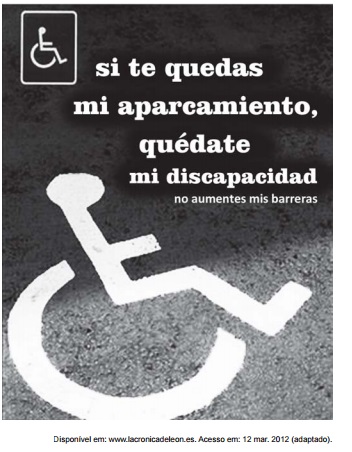 si te quedas
mi aparcamiento,
quédate
mi discapacidad
no aumentes mis barreras
Disponível em: www.lacronicadeleon.es. Acesso em: 12 mar. 2012 (adaptado).